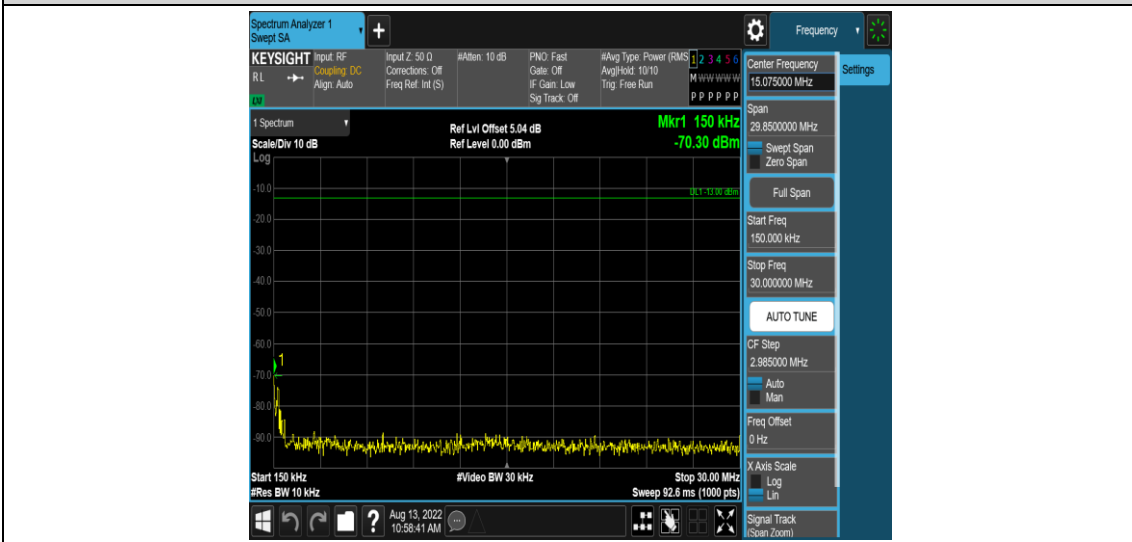 Spectrum Analyzer 1
Swept SA
+
Frequency
KEYSIGHT
RL
LXI
Input: RF
Coupling: DC
Align: Auto
Input Z: 50 Ω
Corrections: Off
Freq Ref: Int (S)
#Atten: 10 dB
PNO: Fast
Gate: Off
IF Gain: Low
Sig Track: Off
#Avg Type: Power (RMS
Avg|Hold: 10/10
Trig: Free Run
1 2 3 4 5 6
M W W W W W
P P P P P P
1 Spectrum
Scale/Div 10 dB
Log
Ref Lvl Offset 5.04 dB
Ref Level 0.00 dBm
Mkr1 150 kHz
-70.30 dBm
DL1 -13.00 dBm
-10.0
-20.0
-30.0
-40.0
-50.0
-60.0
-70.0
-80.0
-90.0
1
Start 150 kHz
#Video BW 30 kHz
Stop 30.00 MHz
#Res BW 10 kHz
Sweep 92.6 ms (1000 pts)
?
Aug 13, 2022
10:58:41 AM
Center Frequency
15.075000 MHz
Settings
Span
29.8500000 MHz
Swept Span
Zero Span
Full Span
Start Freq
150.000 kHz
Stop Freq
30.000000 MHz
AUTO TUNE
CF Step
2.985000 MHz
Auto
Man
Freq Offset
0 Hz
X Axis Scale
Log
Lin
Signal Track
(Span Zoom)